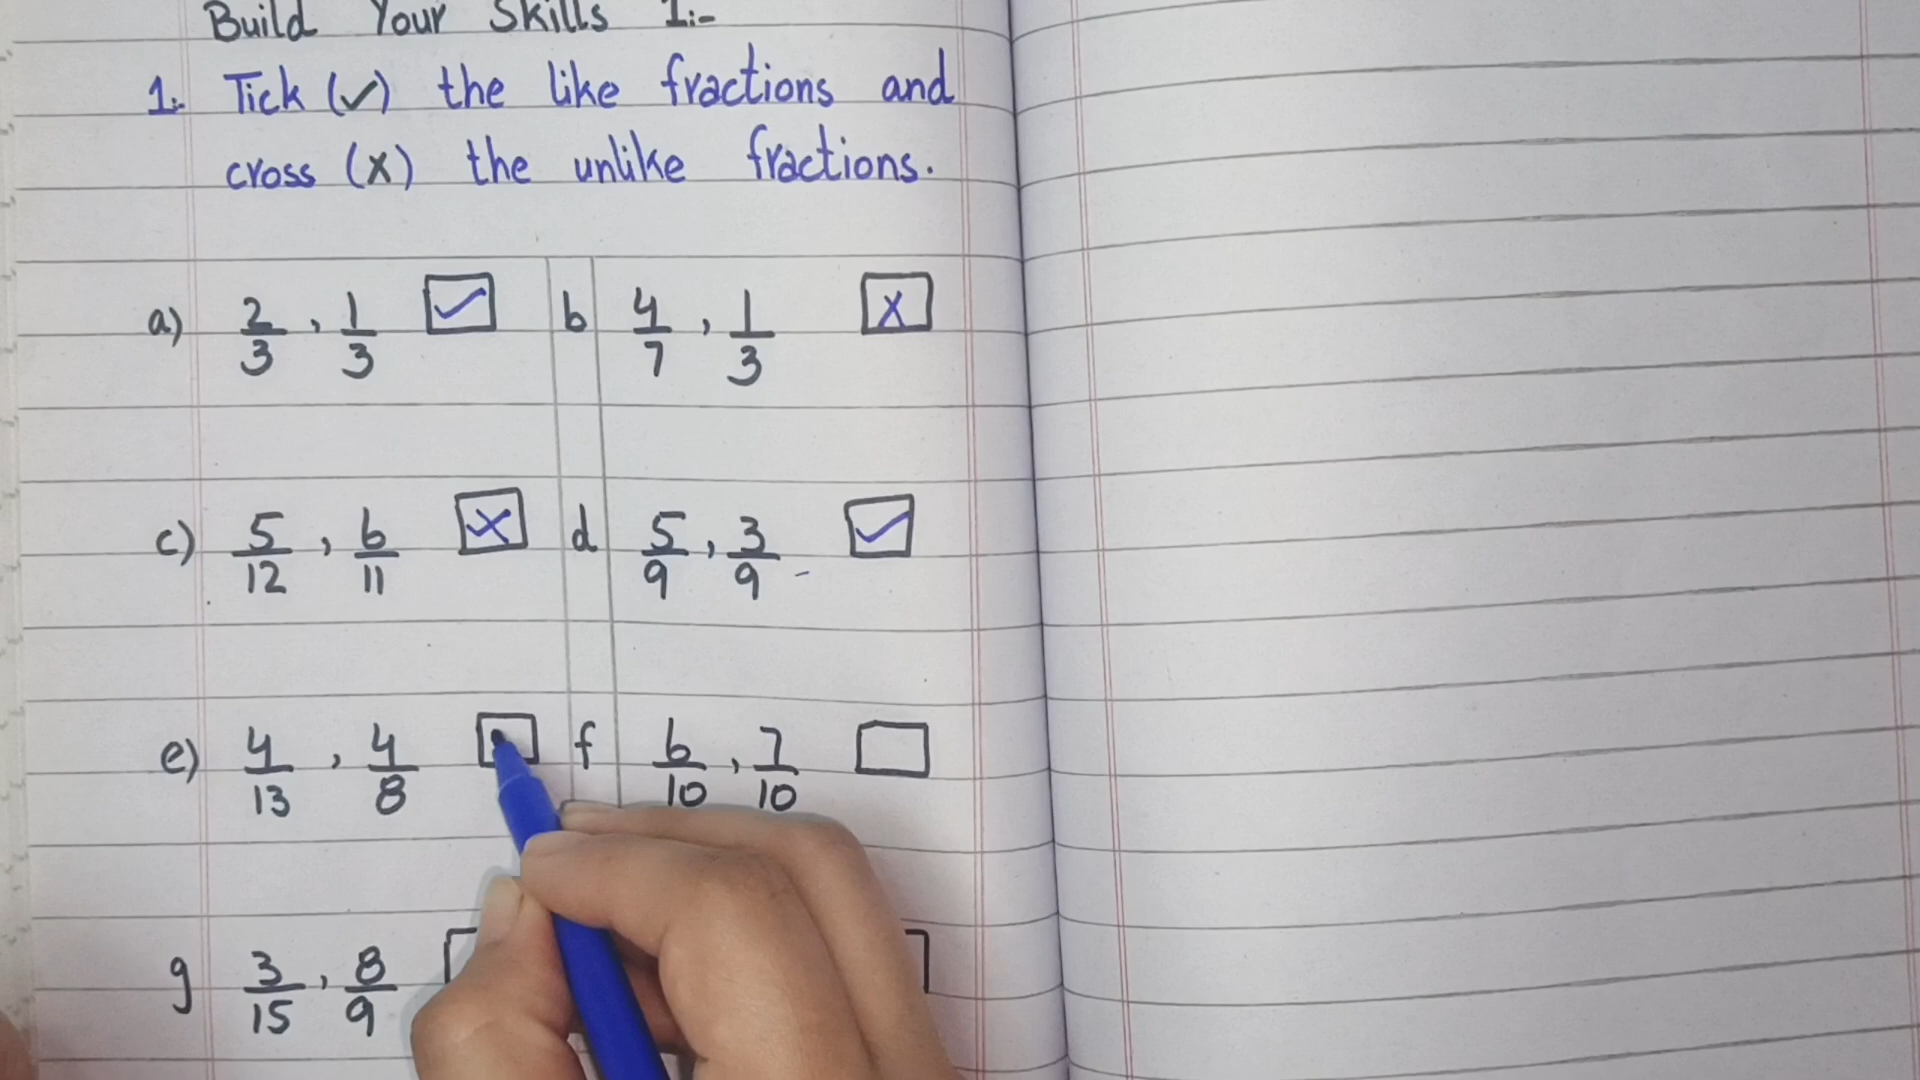 Build Your Skills 1:-
1:- Tick (✓) the like fractions and
cross (x) the unlike fractions.
a) 2/3 , 1/3 ✓ b 4/7 , 1/3 x
c) 5/12 , 6/11 x d 5/9 , 3/9 ✓
e) 4/13 , 4/8 f 6/10 , 7/10
g 3/15 , 8/9